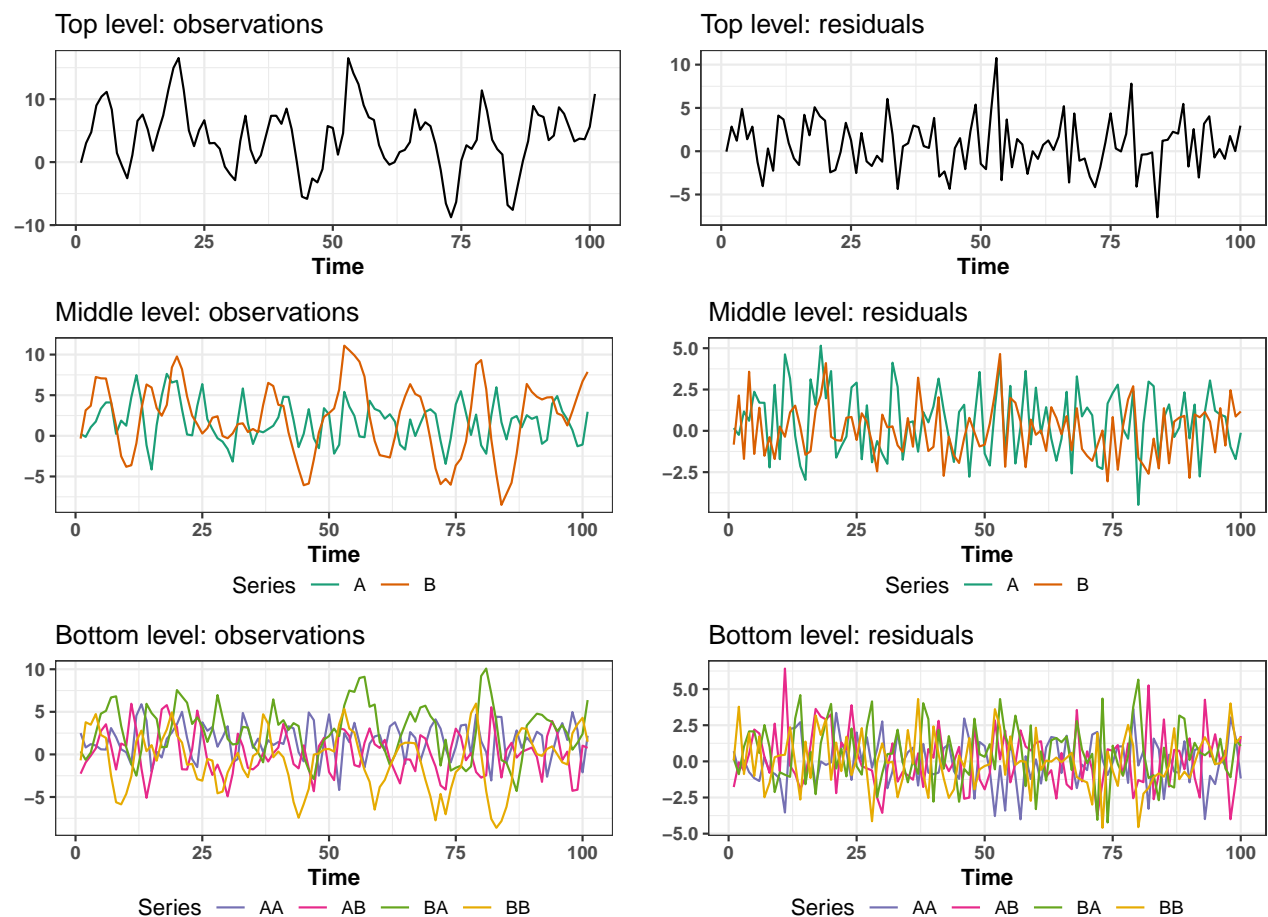 Top level: observations
Top level: residuals
10
0
−10
0 25 50 75 100
Time
10
5
0
−5
0 25 50 75 100
Time
Middle level: observations
Middle level: residuals
10
5
0
−5
0 25 50 75 100
Time
Series A B
5.0
2.5
0.0
−2.5
0 25 50 75 100
Time
Series A B
Bottom level: observations
Bottom level: residuals
10
5
0
−5
0 25 50 75 100
Time
Series AA AB BA BB
5.0
2.5
0.0
−2.5
−5.0
0 25 50 75 100
Time
Series AA AB BA BB